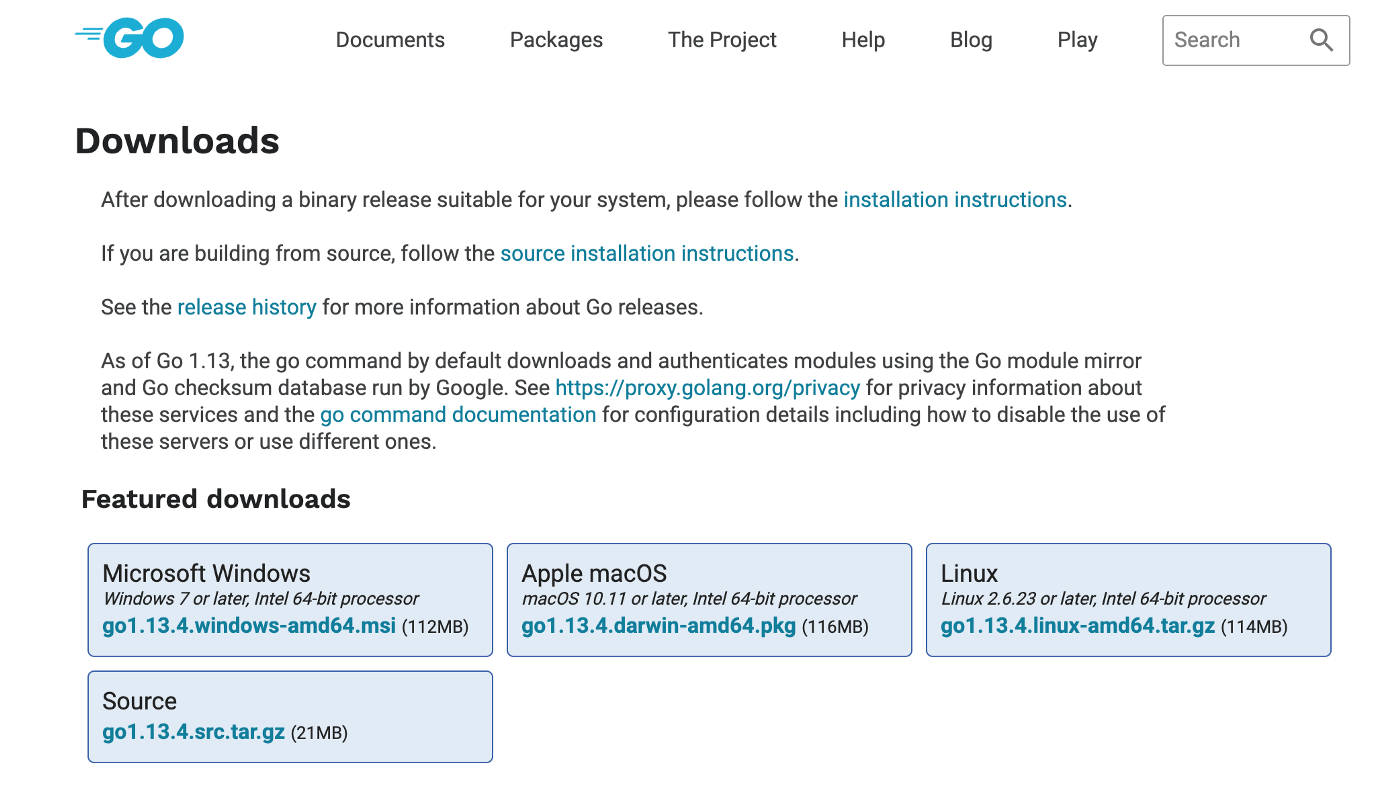 GO
Documents
Packages
The Project
Help
Blog
Play
Search
Downloads
After downloading a binary release suitable for your system, please follow the installation instructions.
If you are building from source, follow the source installation instructions.
See the release history for more information about Go releases.
As of Go 1.13, the go command by default downloads and authenticates modules using the Go module mirror
and Go checksum database run by Google. See https://proxy.golang.org/privacy for privacy information about
these services and the go command documentation for configuration details including how to disable the use of
these servers or use different ones.
Featured downloads
Microsoft Windows
Windows 7 or later, Intel 64-bit processor
go1.13.4.windows-amd64.msi (112MB)
Apple macOS
macOS 10.11 or later, Intel 64-bit processor
go1.13.4.darwin-amd64.pkg (116MB)
Linux
Linux 2.6.23 or later, Intel 64-bit processor
go1.13.4.linux-amd64.tar.gz (114MB)
Source
go1.13.4.src.tar.gz (21MB)